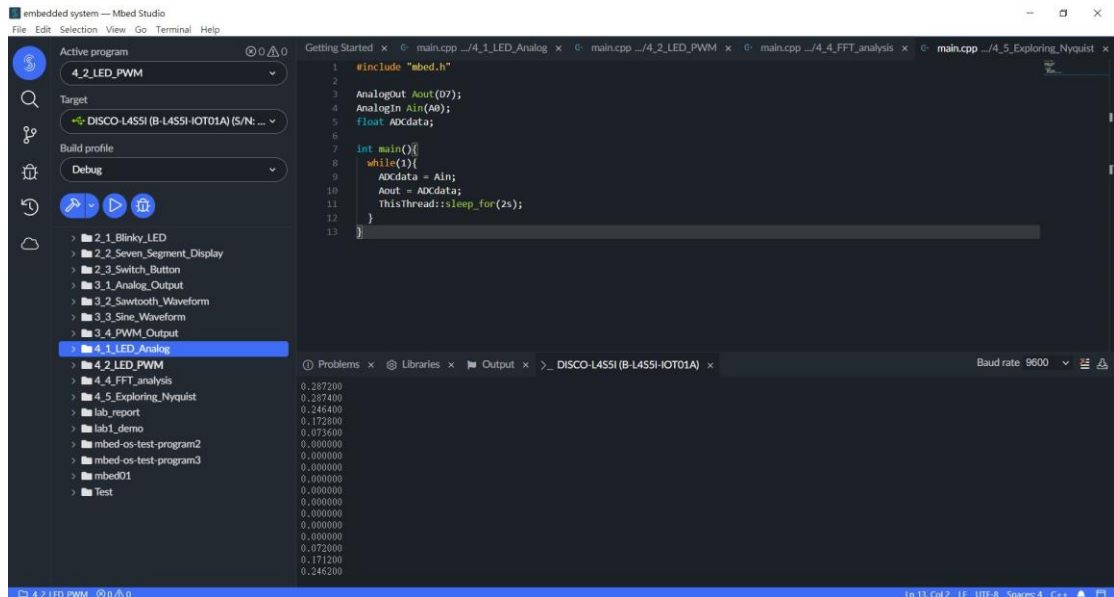 embedded system — Mbed Studio
File Edit Selection View Go Terminal Help
Active program
0 0
4_2_LED_PWM
Target
DISCO-L4S5I (B-L4S5I-IOT01A) (S/N: ...
Build profile
Debug
2_1_Blinky_LED
2_2_Seven_Segment_Display
2_3_Switch_Button
3_1_Analog_Output
3_2_Sawtooth_Waveform
3_3_Sine_Waveform
3_4_PWM_Output
4_1_LED_Analog
4_2_LED_PWM
4_4_FFT_analysis
4_5_Exploring_Nyquist
lab_report
lab1_demo
mbed-os-test-program2
mbed-os-test-program3
mbed01
Test
Getting Started × main.cpp .../4_1_LED_Analog × main.cpp .../4_2_LED_PWM × main.cpp .../4_4_FFT_analysis × main.cpp .../4_5_Exploring_Nyquist ×
1 #include "mbed.h"
2
3 AnalogOut Aout(D7);
4 AnalogIn Ain(A0);
5 float ADCdata;
6
7 int main(){
8 while(1){
9 ADCdata = Ain;
10 Aout = ADCdata;
11 ThisThread::sleep_for(2s);
12 }
13 }
Problems × Libraries × Output × >_ DISCO-L4S5I (B-L4S5I-IOT01A) × Baud rate 9600
0.287200
0.287400
0.246400
0.172800
0.073600
0.000000
0.000000
0.000000
0.000000
0.000000
0.000000
0.000000
0.000000
0.000000
0.072000
0.171200
0.246200
4_2_LED_PWM 0 0 Ln 13, Col 2 LF UTF-8 Spaces: 4 C++